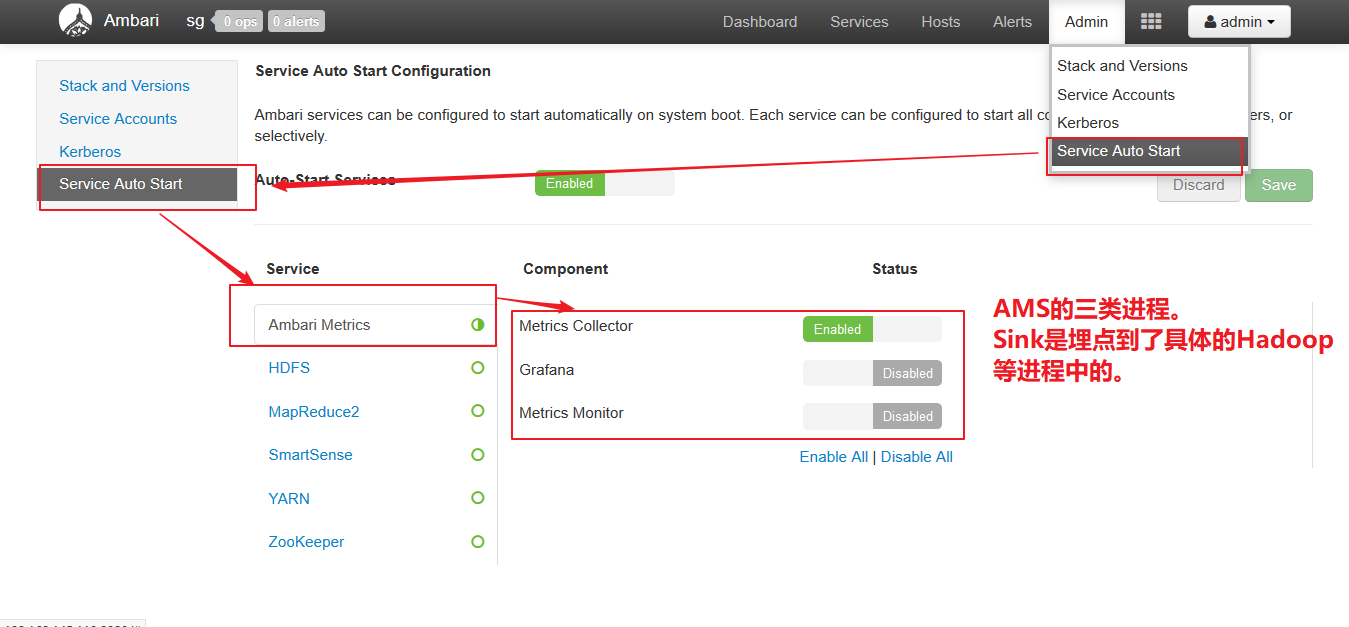 Ambari sg 0 ops 0 alerts Dashboard Services Hosts Alerts Admin admin
Stack and Versions
Service Accounts
Kerberos
Service Auto Start
Stack and Versions
Service Accounts
Kerberos
Service Auto Start
Service Auto Start Configuration
Ambari services can be configured to start automatically on system boot. Each service can be configured to start all co
ers, or
selectively.
Auto-Start Services Enabled
Discard Save
Service Component Status
Ambari Metrics
HDFS
MapReduce2
SmartSense
YARN
ZooKeeper
Metrics Collector Enabled
Grafana Disabled
Metrics Monitor Disabled
Enable All | Disable All
AMS的三类进程。
Sink是埋点到了具体的Hadoop
等进程中的。